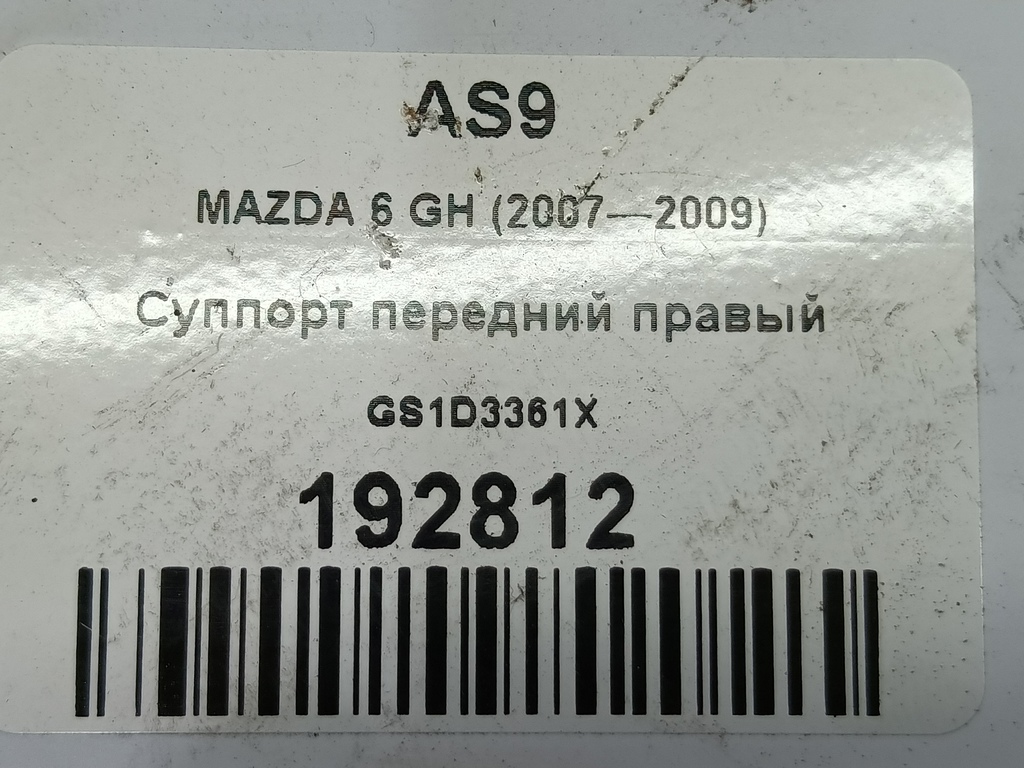 AS9
MAZDA 6 GH (2007—2009)
Суппорт передний правый
GS1D3361X
192812